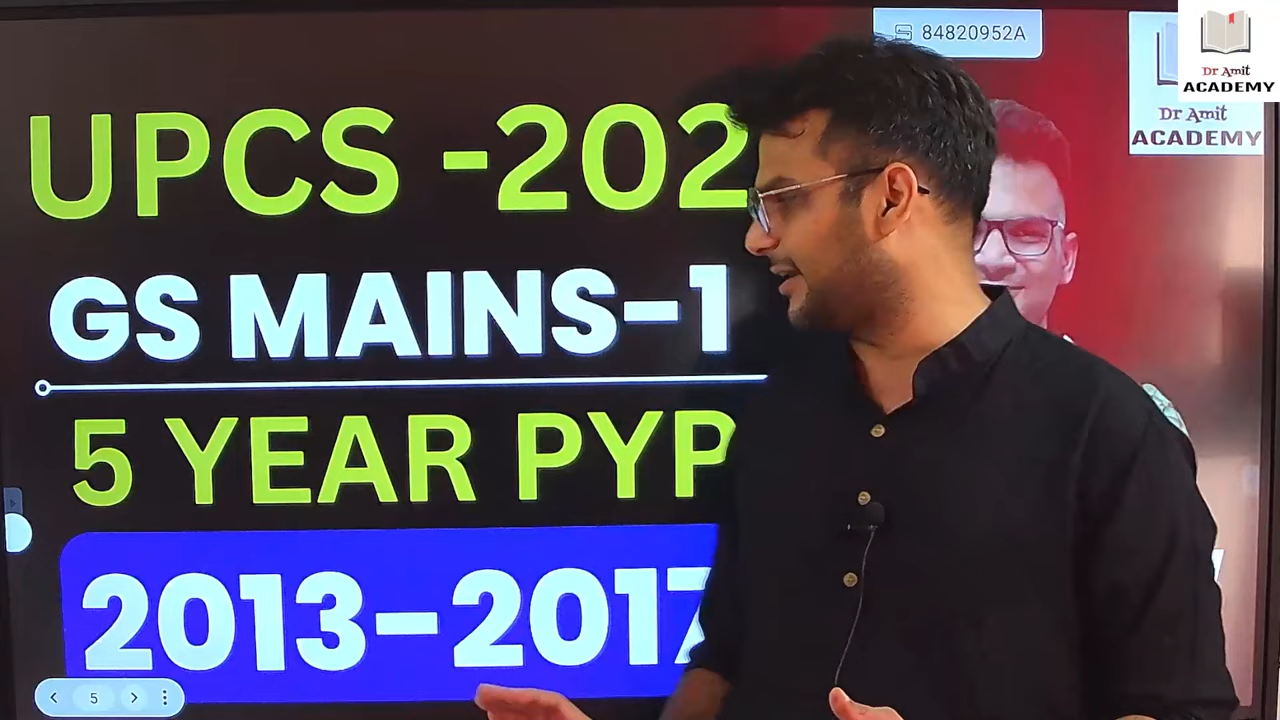 84820952A
Dr Amit
ACADEMY
Dr Amit
ACADEMY
UPCS -202
GS MAINS-1
5 YEAR PYP
2013-2017
5